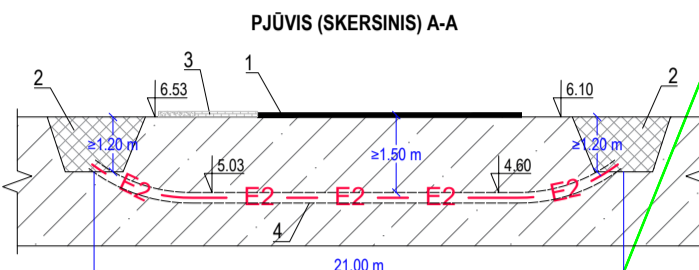 PJŪVIS (SKERSINIS) A-A
2
3
1
2
6.53
6.10
≥1.20 m
≥1.50 m
≥1.20 m
5.03
4.60
E2 E2 E2 E2 E2
4
21.00 m